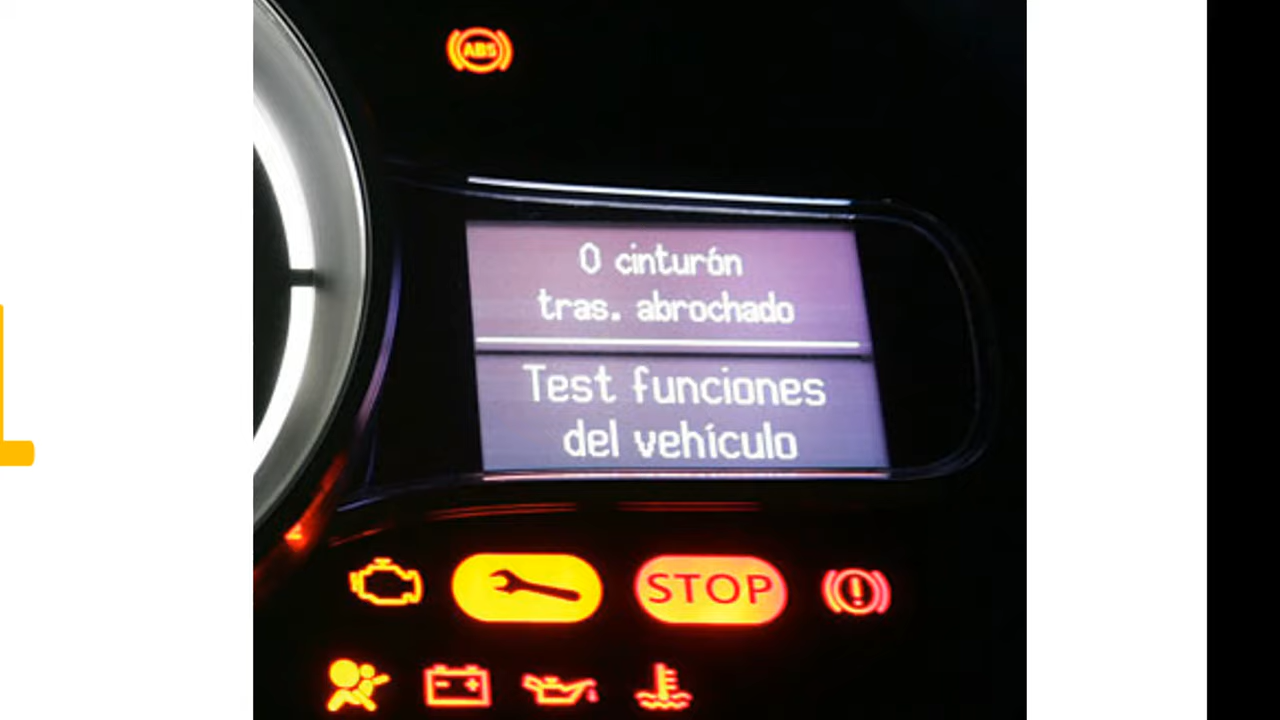 ABS
0 cinturón
tras. abrochado
Test funciones
del vehículo
STOP